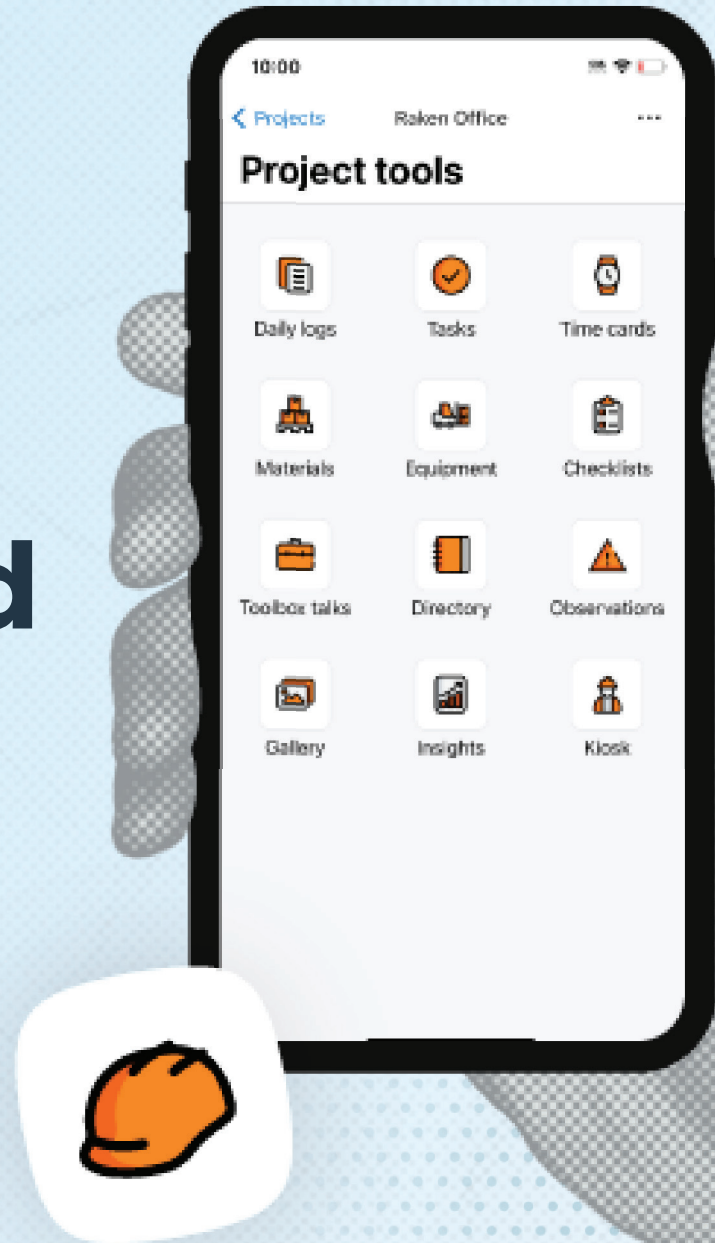 10:00
Projects Raken Office
Project tools
Daily logs Tasks Time cards
Materials Equipment Checklists
Toolbox talks Directory Observations
Gallery Insights Kiosk
d